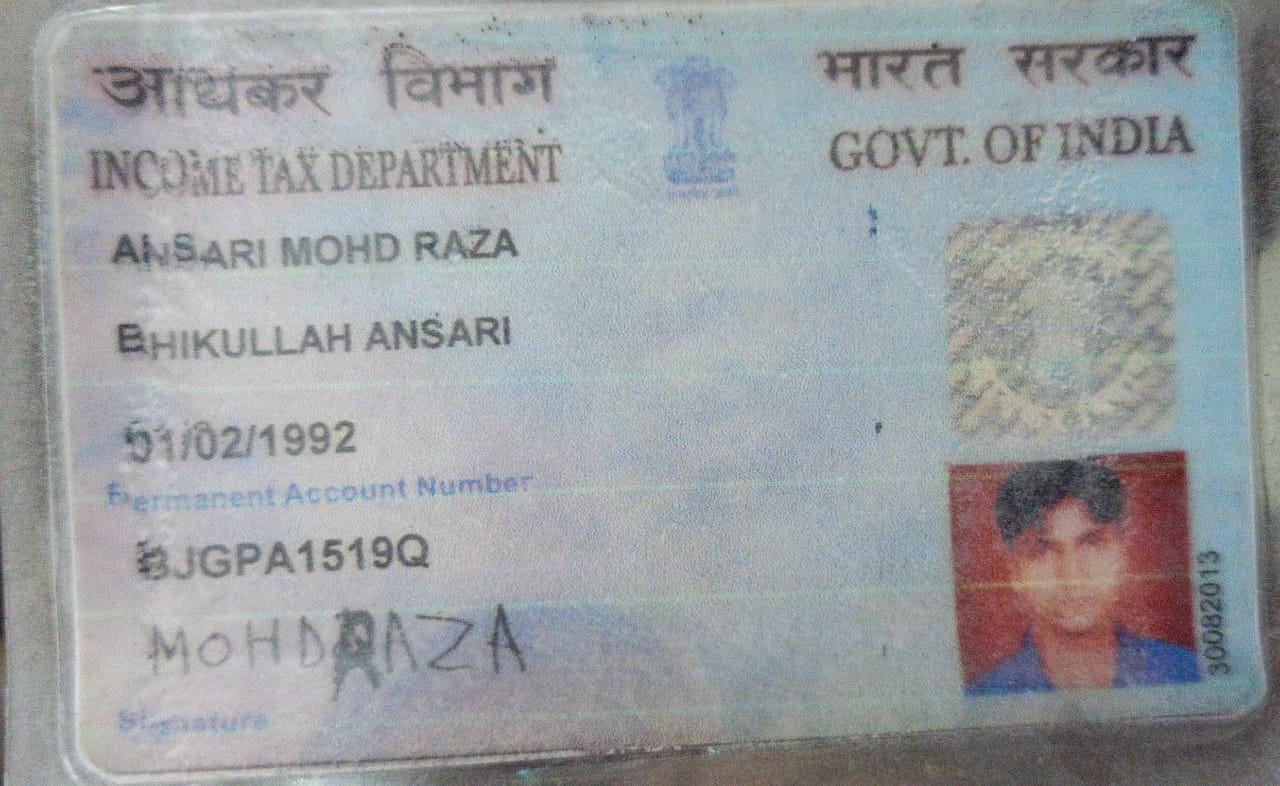 आयकर विभाग
भारत सरकार
INCOME TAX DEPARTMENT
GOVT. OF INDIA
ANSARI MOHD RAZA
BHIKULLAH ANSARI
01/02/1992
Permanent Account Number
BJGPA1519Q
MOHD RAZA
Signature
30082013